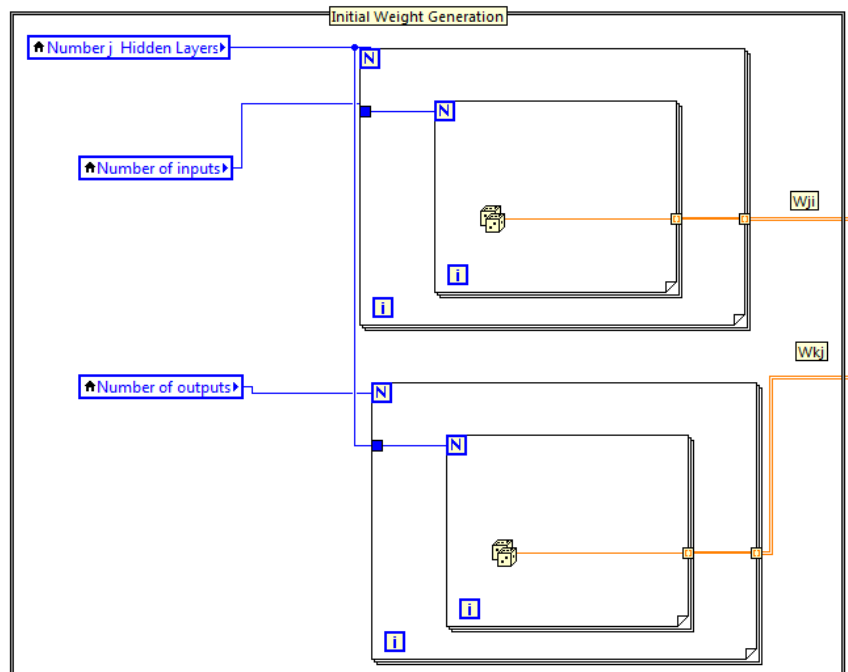 Initial Weight Generation
Number j Hidden Layers
N
N
Number of inputs
Wji
i
i
Wkj
Number of outputs
N
N
i
i